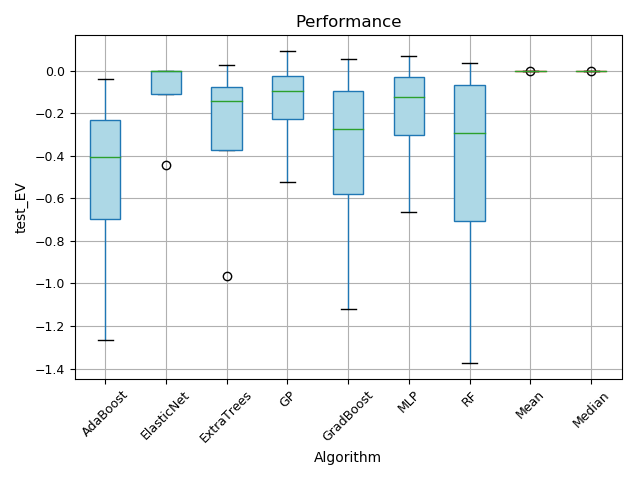 Performance
0.0
−0.2
−0.4
−0.6
−0.8
−1.0
−1.2
−1.4
test_EV
AdaBoost
ElasticNet
ExtraTrees
GP
GradBoost
MLP
RF
Mean
Median
Algorithm